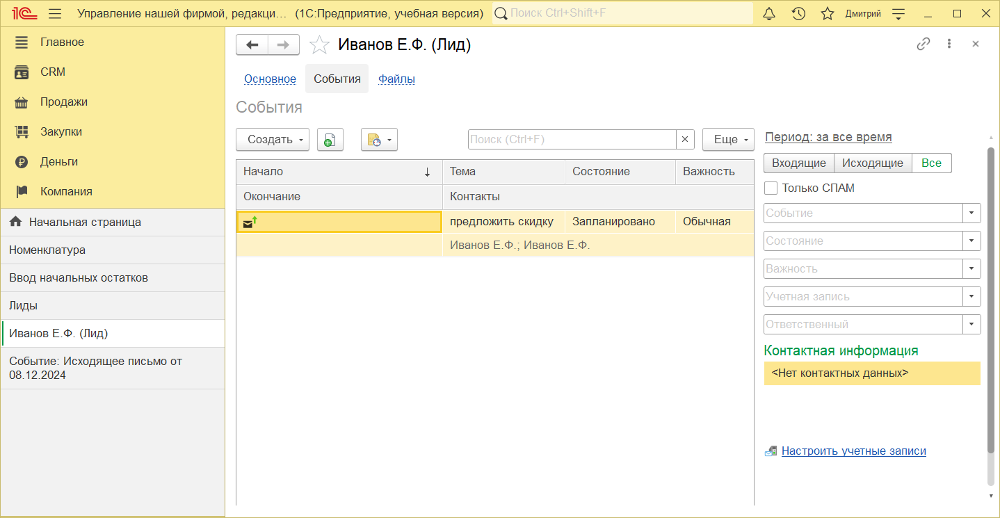 1С Управление нашей фирмой, редакци... (1С:Предприятие, учебная версия) Поиск Ctrl+Shift+F Дмитрий
Главное
CRM
Продажи
Закупки
Деньги
Компания
Начальная страница
Номенклатура
Ввод начальных остатков
Лиды
Иванов Е.Ф. (Лид)
Событие: Исходящее письмо от
08.12.2024
Иванов Е.Ф. (Лид)
Основное События Файлы
События
Создать Поиск (Ctrl+F) Еще
Начало Тема Состояние Важность
Окончание Контакты
предложить скидку Запланировано Обычная
Иванов Е.Ф.; Иванов Е.Ф.
Период: за все время
Входящие Исходящие Все
Только СПАМ
Событие
Состояние
Важность
Учетная запись
Ответственный
Контактная информация
<Нет контактных данных>
Настроить учетные записи